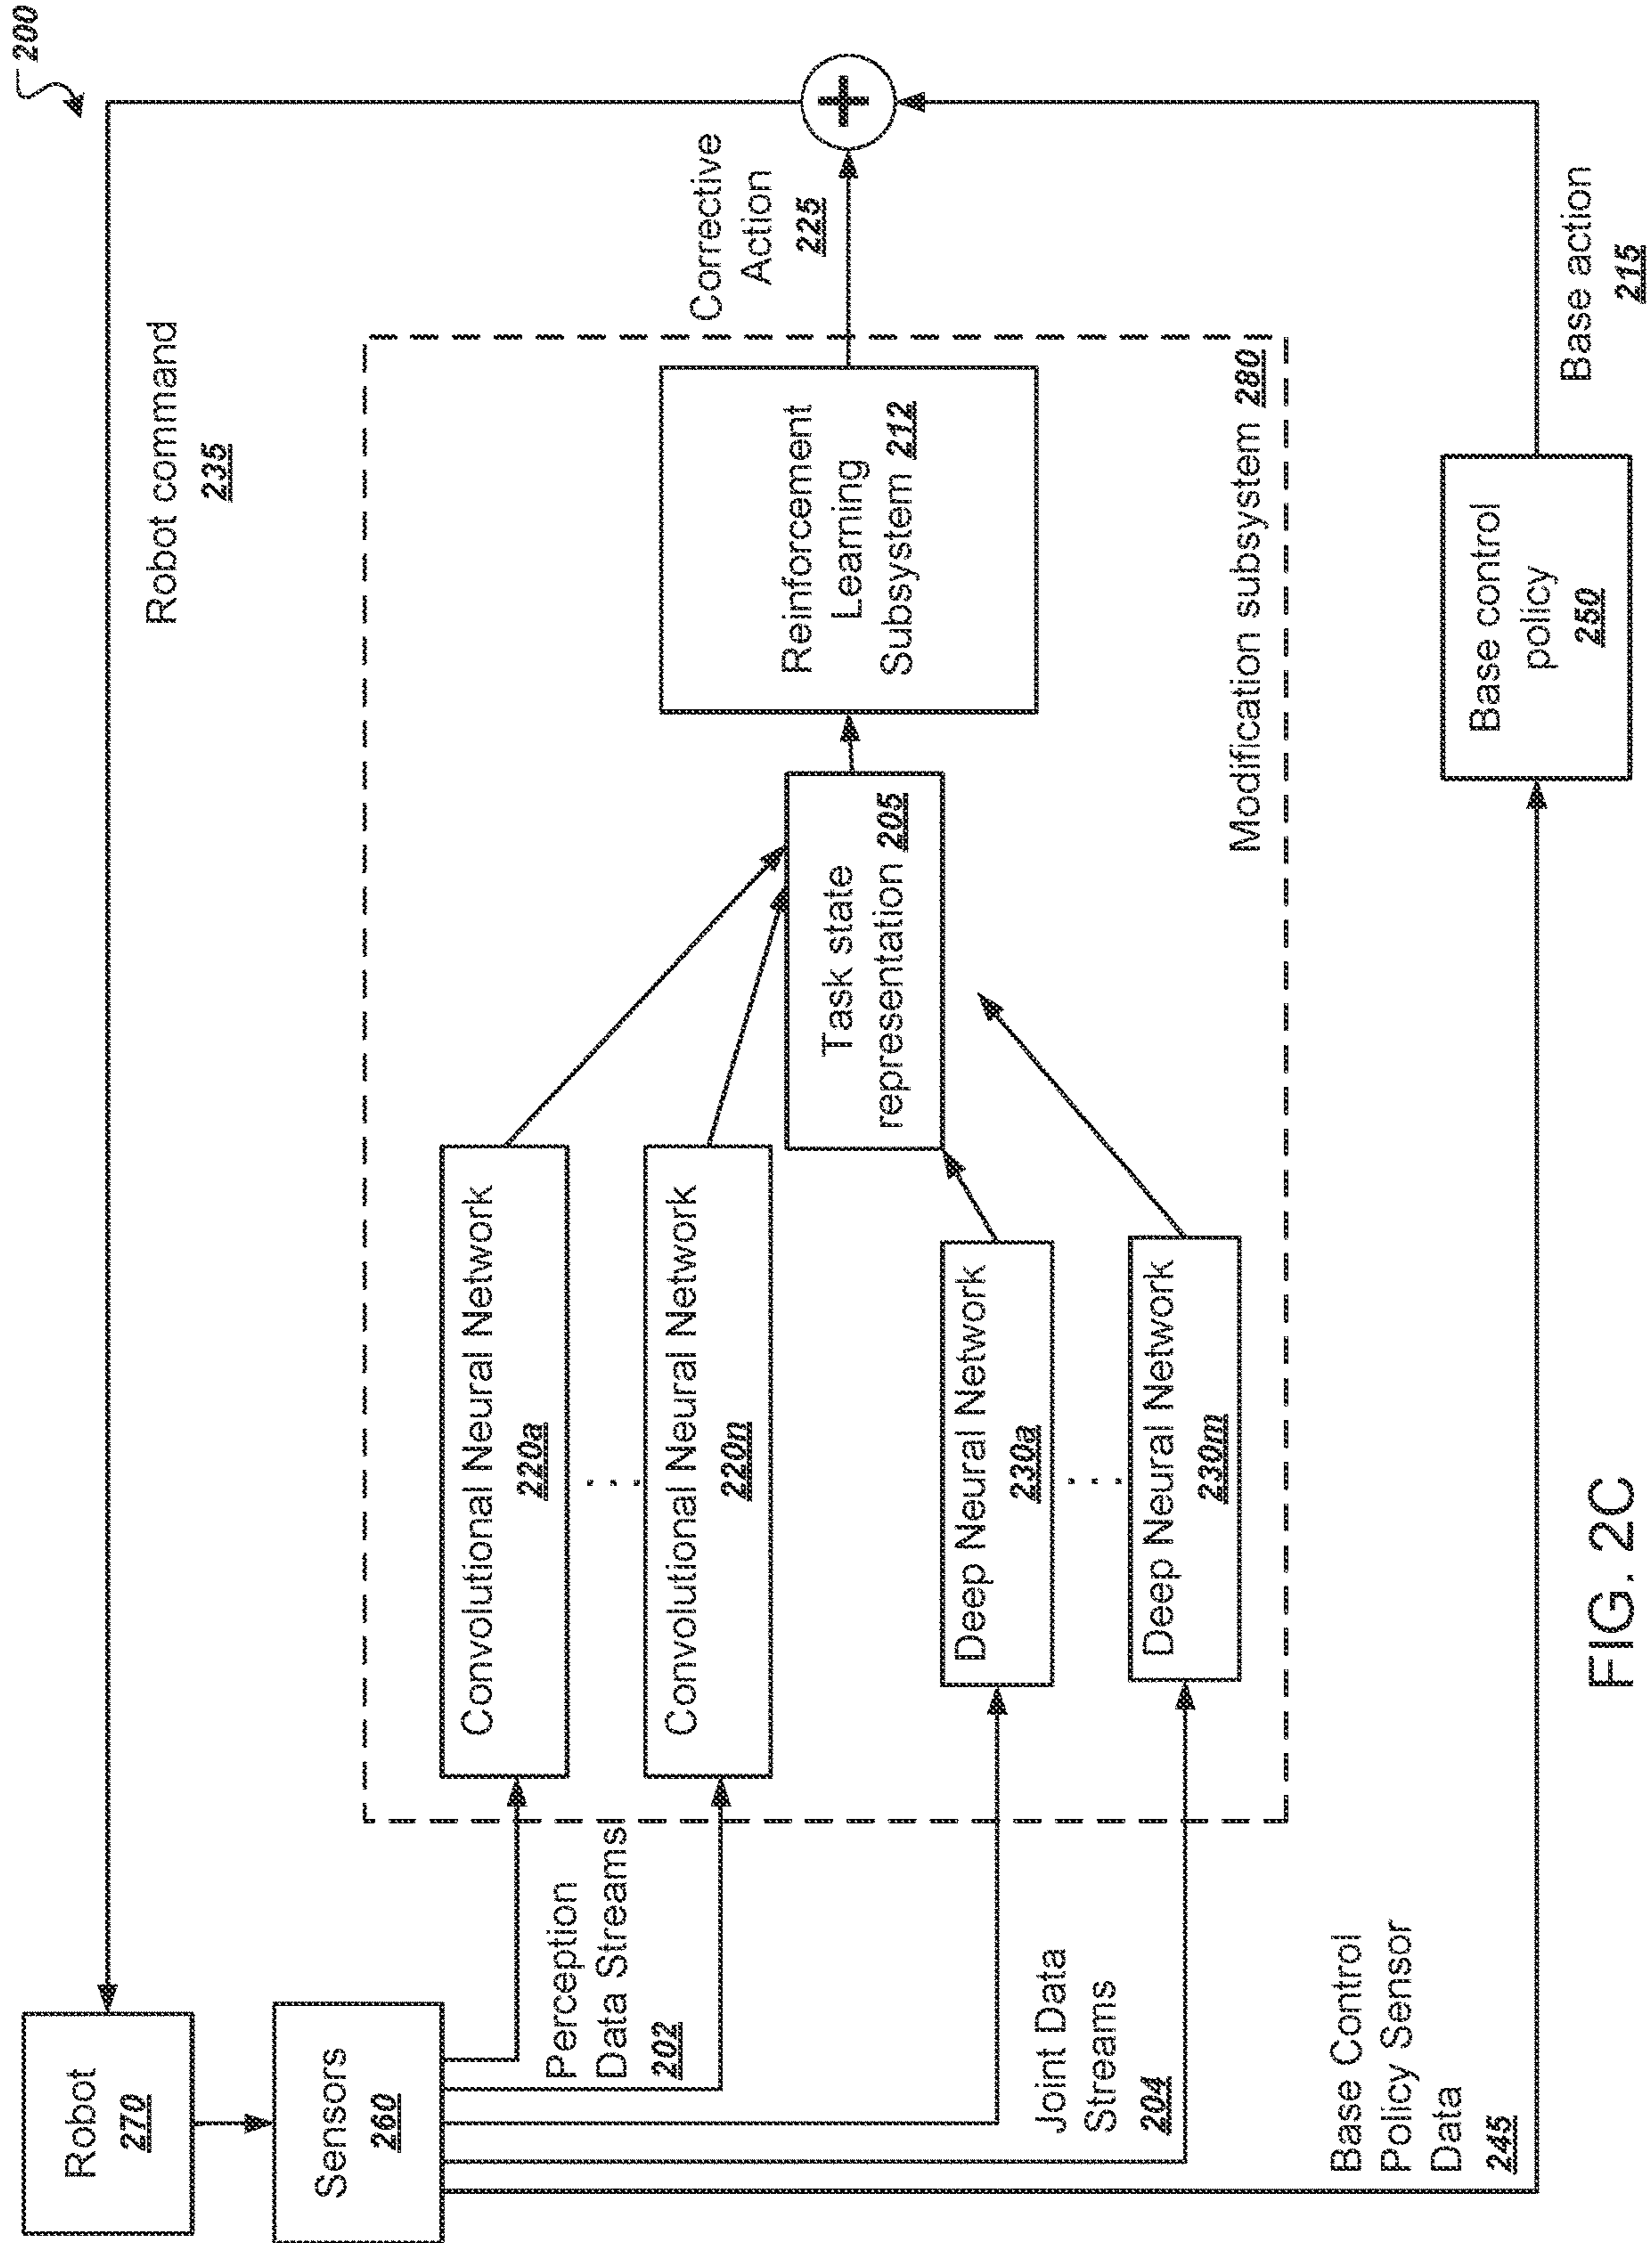 200
Robot command
235
Robot
270
Sensors
260
Perception
Data Streams
202
Convolutional Neural Network
220a
. . .
Convolutional Neural Network
220n
Task state
representation 205
Reinforcement
Learning
Subsystem 212
Corrective
Action
225
+
Joint Data
Streams
204
Deep Neural Network
230a
. . .
Deep Neural Network
230m
Modification subsystem 280
Base Control
Policy Sensor
Data
245
Base control
policy
250
Base action
215
FIG. 2C